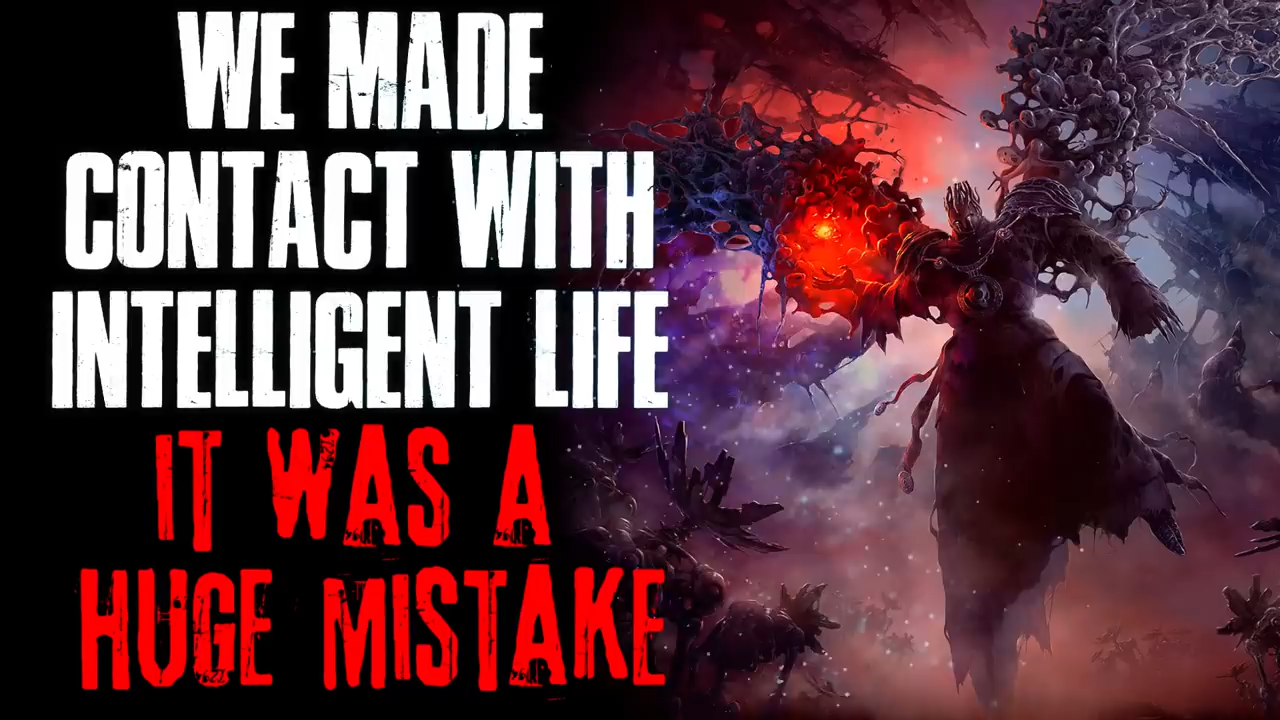 WE MADE
CONTACT WITH
INTELLIGENT LIFE
IT WAS A
HUGE MISTAKE